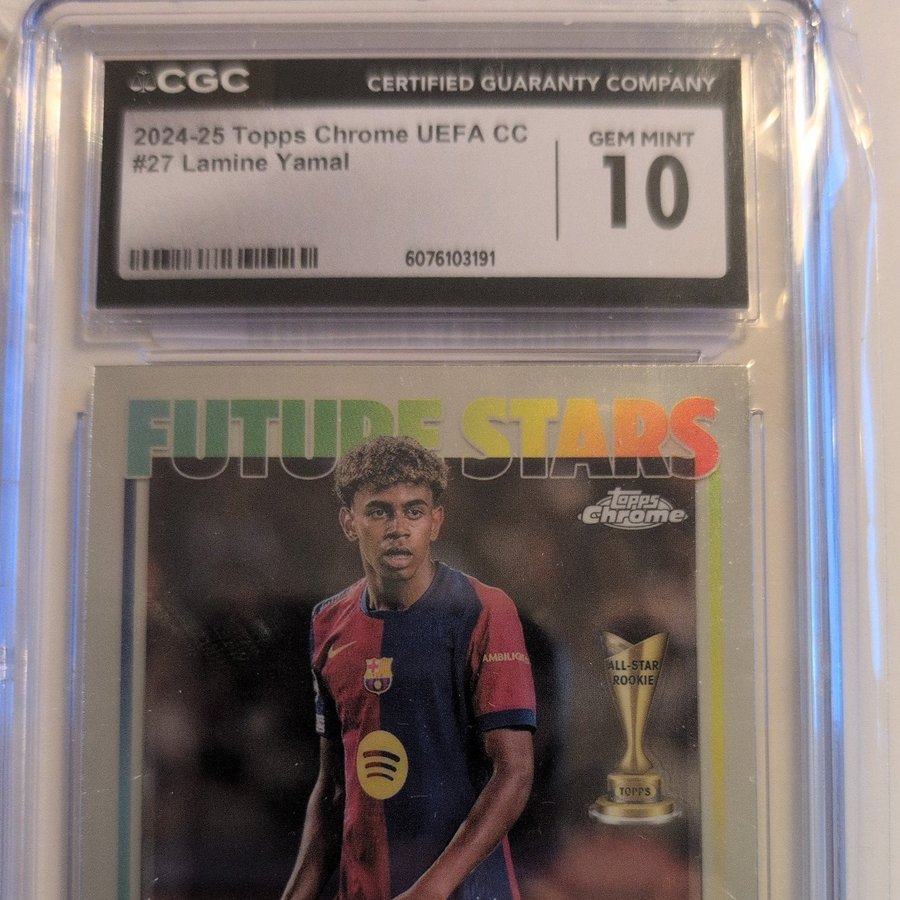 CGC
CERTIFIED GUARANTY COMPANY
2024-25 Topps Chrome UEFA CC
#27 Lamine Yamal
GEM MINT
10
6076103191
FUTURE STARS
Topps
Chrome
ALL-STAR
ROOKIE
TOPPS